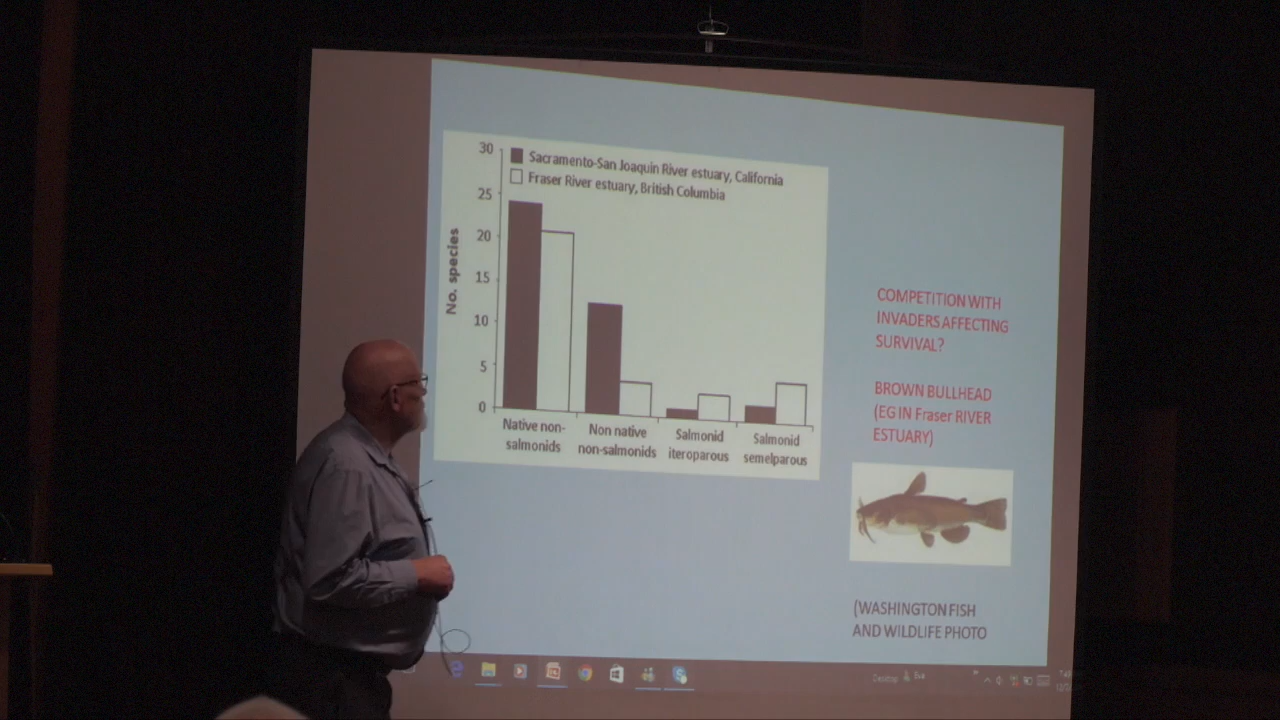 30
Sacramento-San Joaquin River estuary, California
Fraser River estuary, British Columbia
25
20
15
10
5
0
No. species
Native non-
salmonids
Non native
non-salmonids
Salmonid
iteroparous
Salmonid
semelparous
COMPETITION WITH
INVADERS AFFECTING
SURVIVAL?
BROWN BULLHEAD
(EG IN Fraser RIVER
ESTUARY)
(WASHINGTON FISH
AND WILDLIFE PHOTO
Desktop